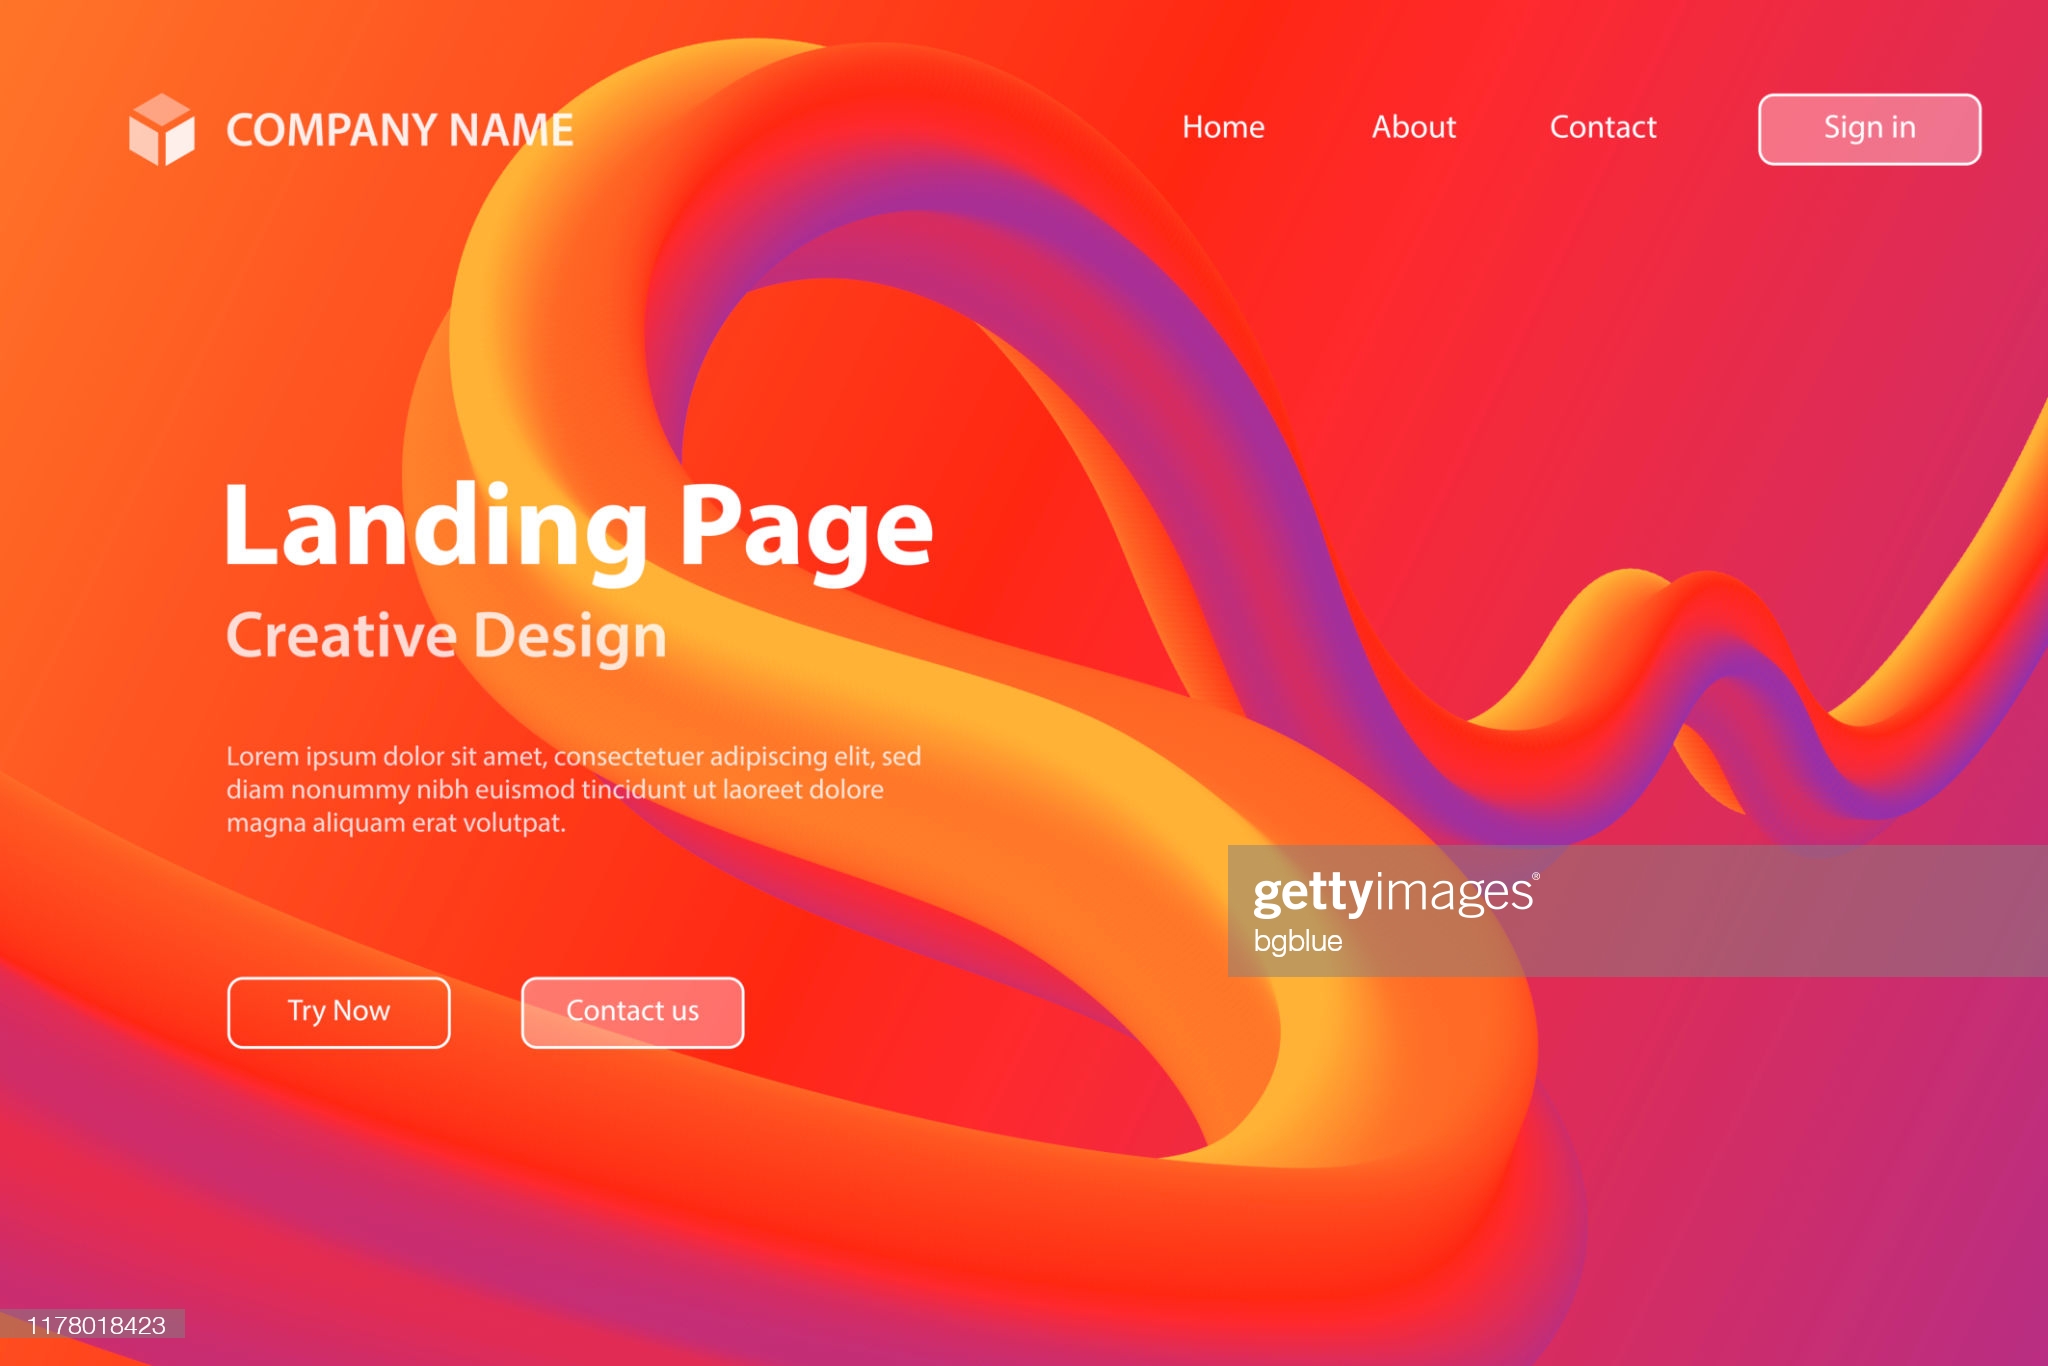 COMPANY NAME
Home
About
Contact
Sign in
Landing Page
Creative Design
Lorem ipsum dolor sit amet, consectetuer adipiscing elit, sed
diam nonummy nibh euismod tincidunt ut laoreet dolore
magna aliquam erat volutpat.
gettyimages®
bgblue
Try Now
Contact us
1178018423